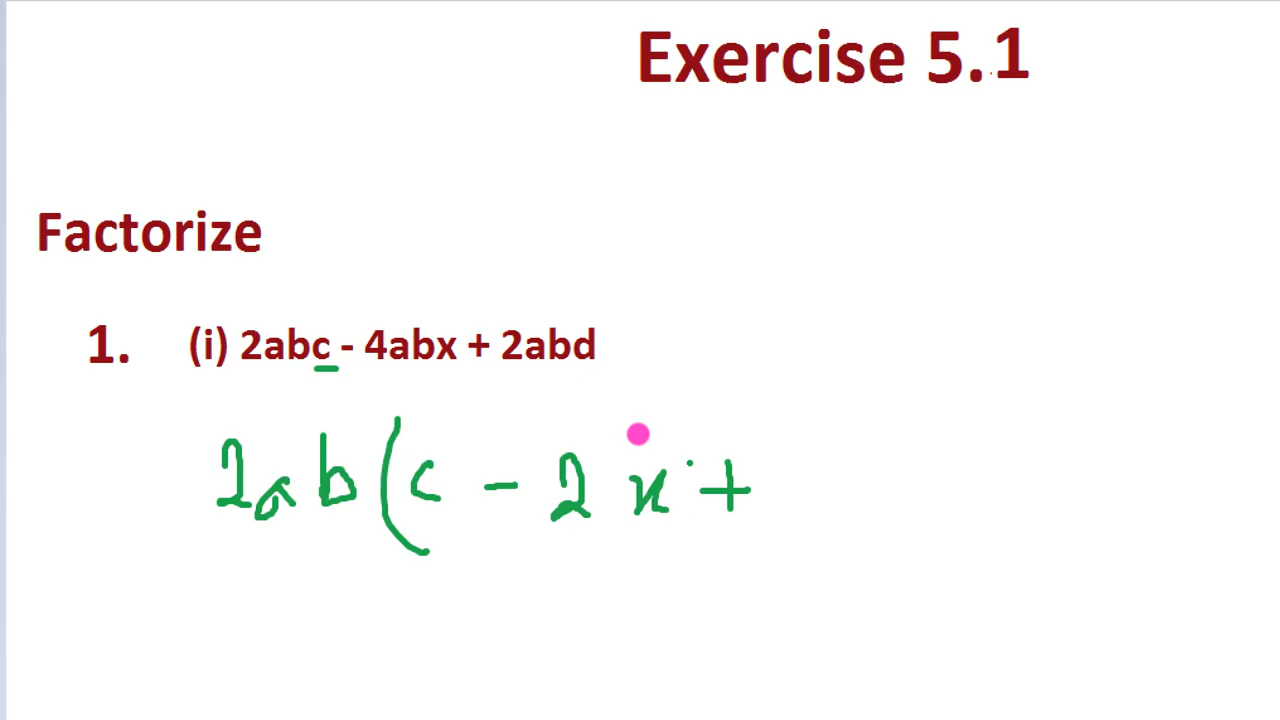 Exercise 5.1
Factorize
1. (i) 2abc - 4abx + 2abd
2ab(c - 2x +